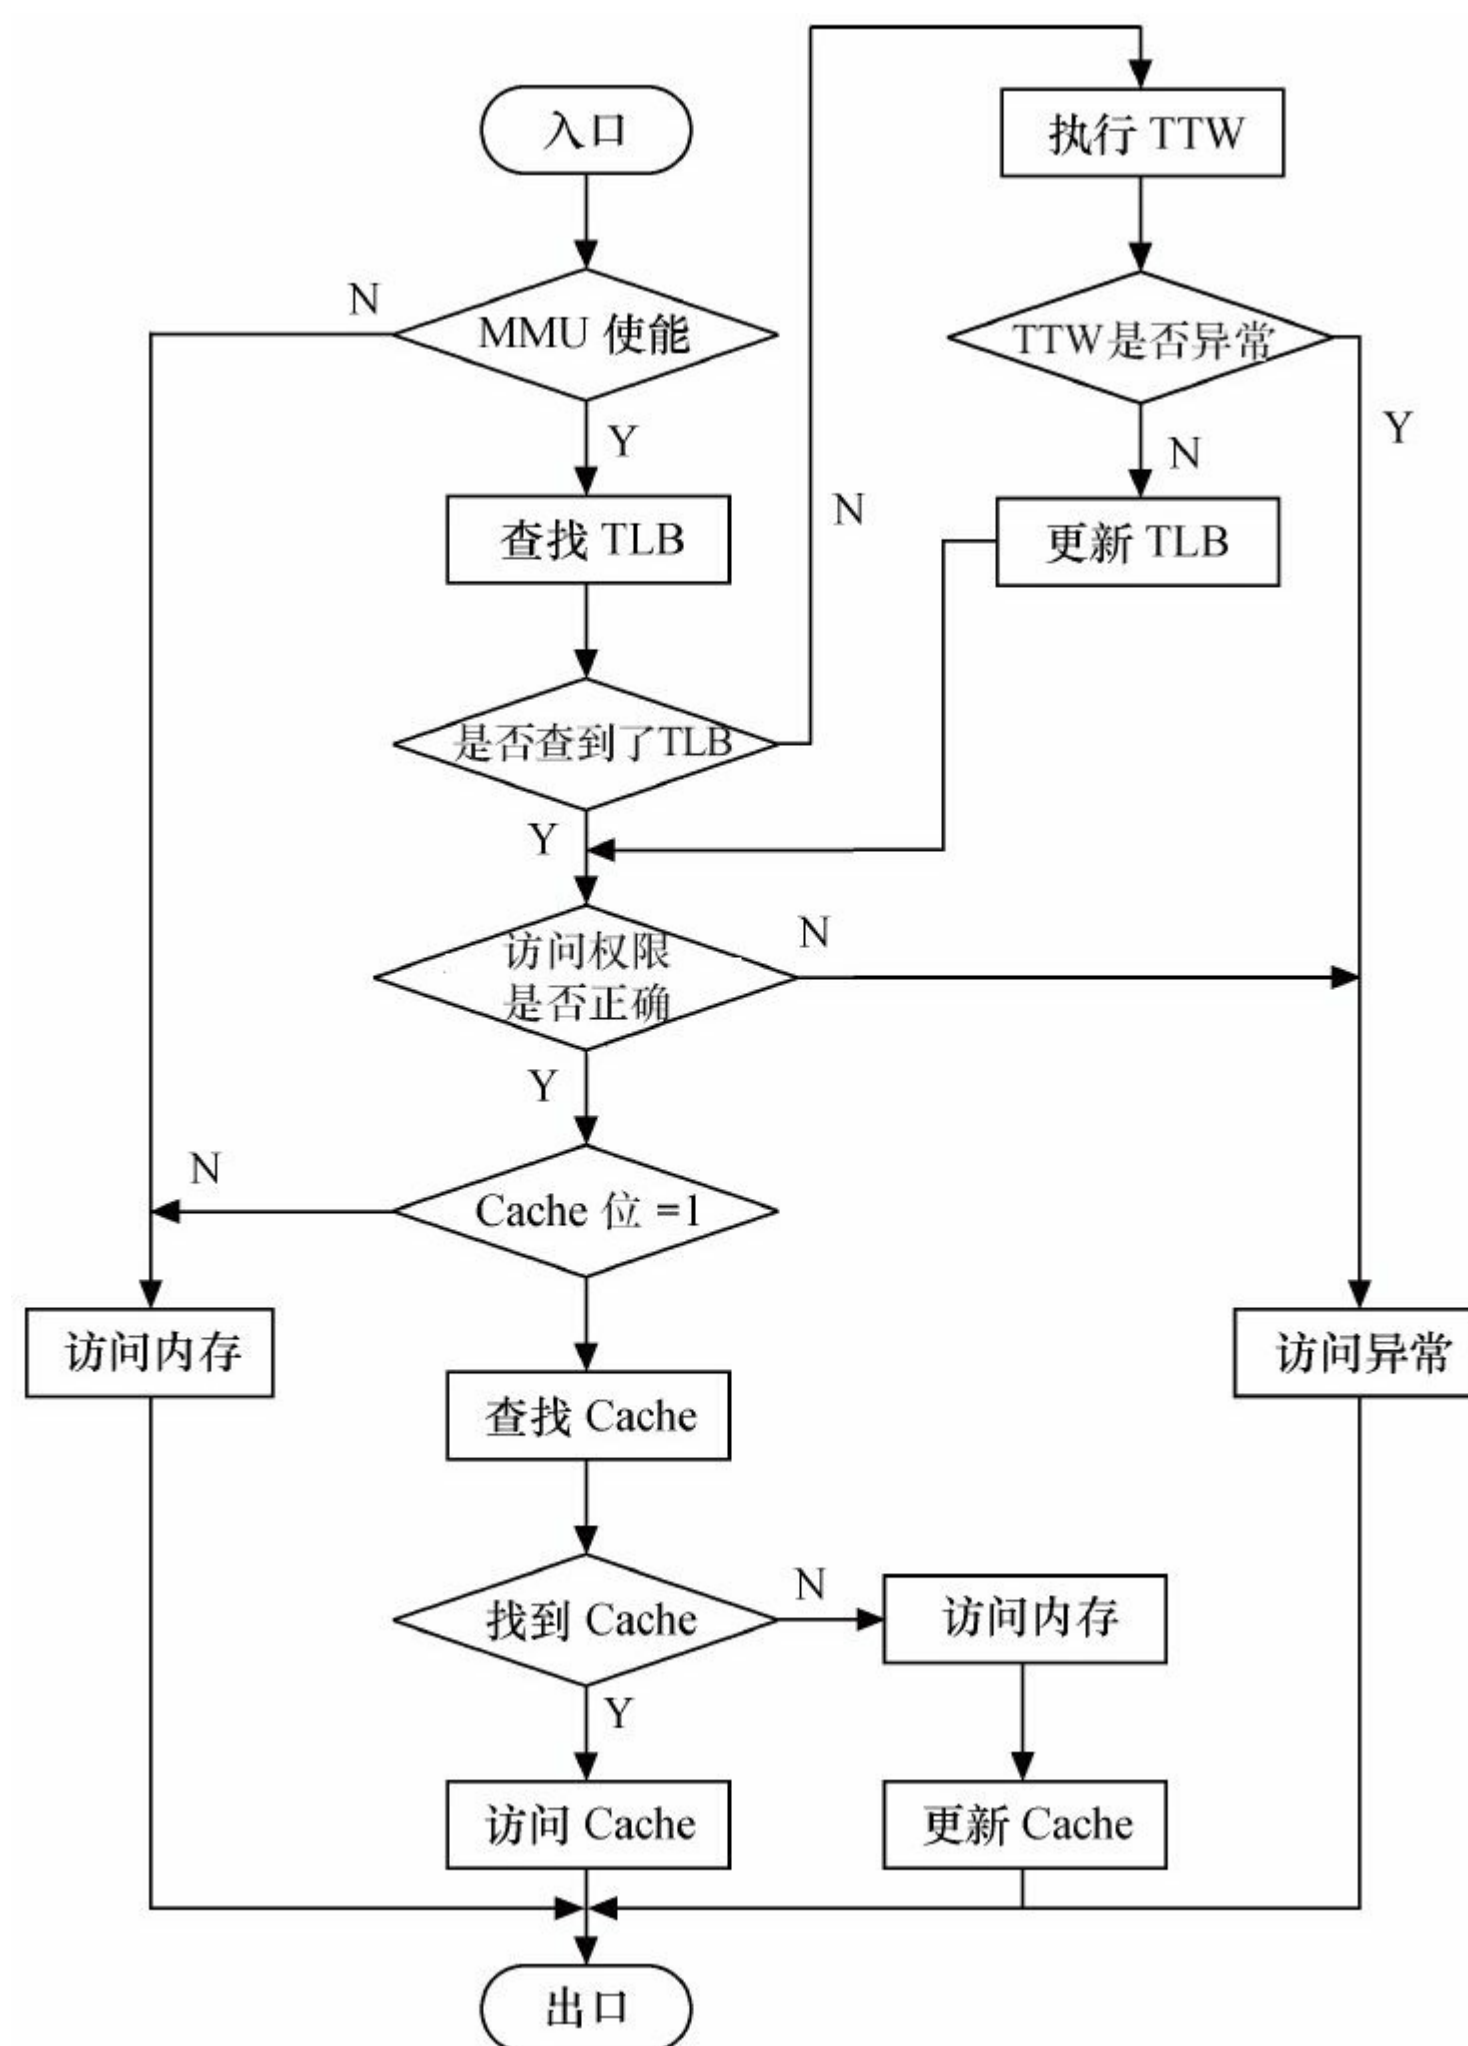 入口
执行 TTW
N
MMU 使能
TTW是否异常
Y
Y
N
查找 TLB
N
更新 TLB
是否查到了TLB
Y
访问权限
是否正确
N
Y
N
Cache 位 =1
访问内存
访问异常
查找 Cache
找到 Cache
N
访问内存
Y
访问 Cache
更新 Cache
出口